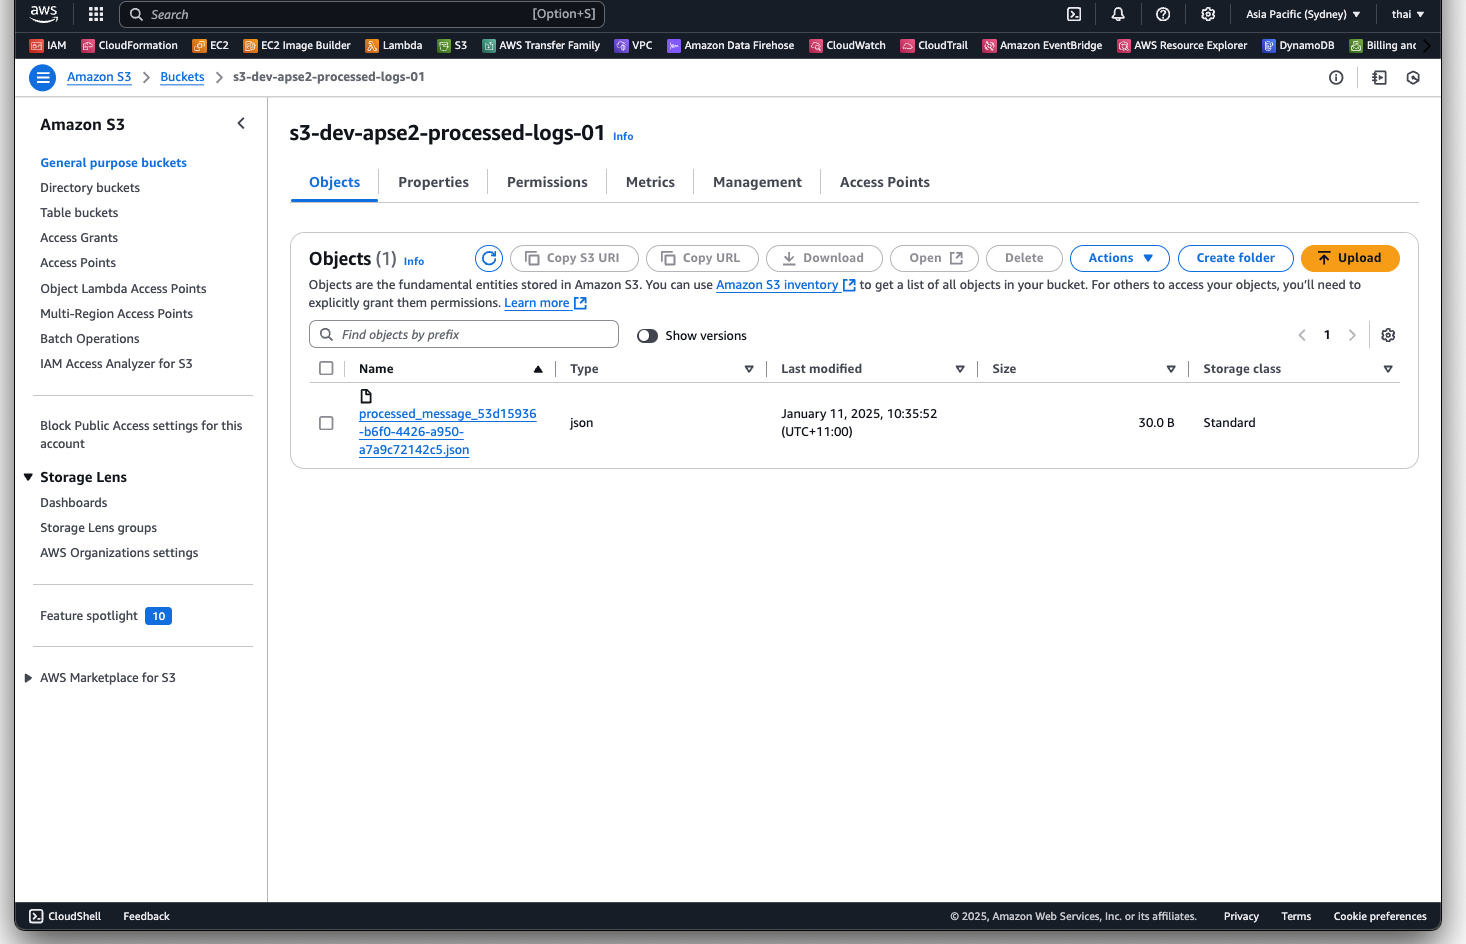 aws
Search [Option+S]
Asia Pacific (Sydney) thai
IAM CloudFormation EC2 EC2 Image Builder Lambda S3 AWS Transfer Family VPC Amazon Data Firehose CloudWatch CloudTrail Amazon EventBridge AWS Resource Explorer DynamoDB Billing anc
Amazon S3 Buckets s3-dev-apse2-processed-logs-01
Amazon S3
General purpose buckets
Directory buckets
Table buckets
Access Grants
Access Points
Object Lambda Access Points
Multi-Region Access Points
Batch Operations
IAM Access Analyzer for S3
Block Public Access settings for this
account
Storage Lens
Dashboards
Storage Lens groups
AWS Organizations settings
Feature spotlight 10
AWS Marketplace for S3
s3-dev-apse2-processed-logs-01 Info
Objects Properties Permissions Metrics Management Access Points
Objects (1) Info
Copy S3 URI Copy URL Download Open Delete Actions Create folder Upload
Objects are the fundamental entities stored in Amazon S3. You can use Amazon S3 inventory to get a list of all objects in your bucket. For others to access your objects, you'll need to
explicitly grant them permissions. Learn more
Find objects by prefix
Show versions
1
Name Type Last modified Size Storage class
processed_message_53d15936
-b6f0-4426-a950-
a7a9c72142c5.json
json
January 11, 2025, 10:35:52
(UTC+11:00)
30.0 B
Standard
CloudShell Feedback
© 2025, Amazon Web Services, Inc. or its affiliates. Privacy Terms Cookie preferences